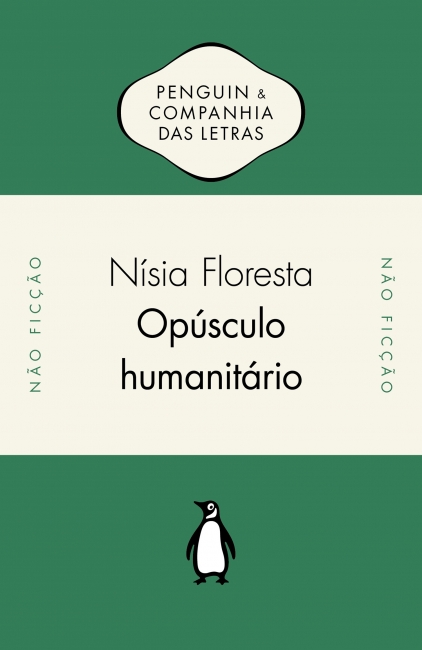 PENGUIN &
COMPANHIA
DAS LETRAS
NÃO FICÇÃO
Nísia Floresta
Opúsculo
humanitário
NÃO FICÇÃO